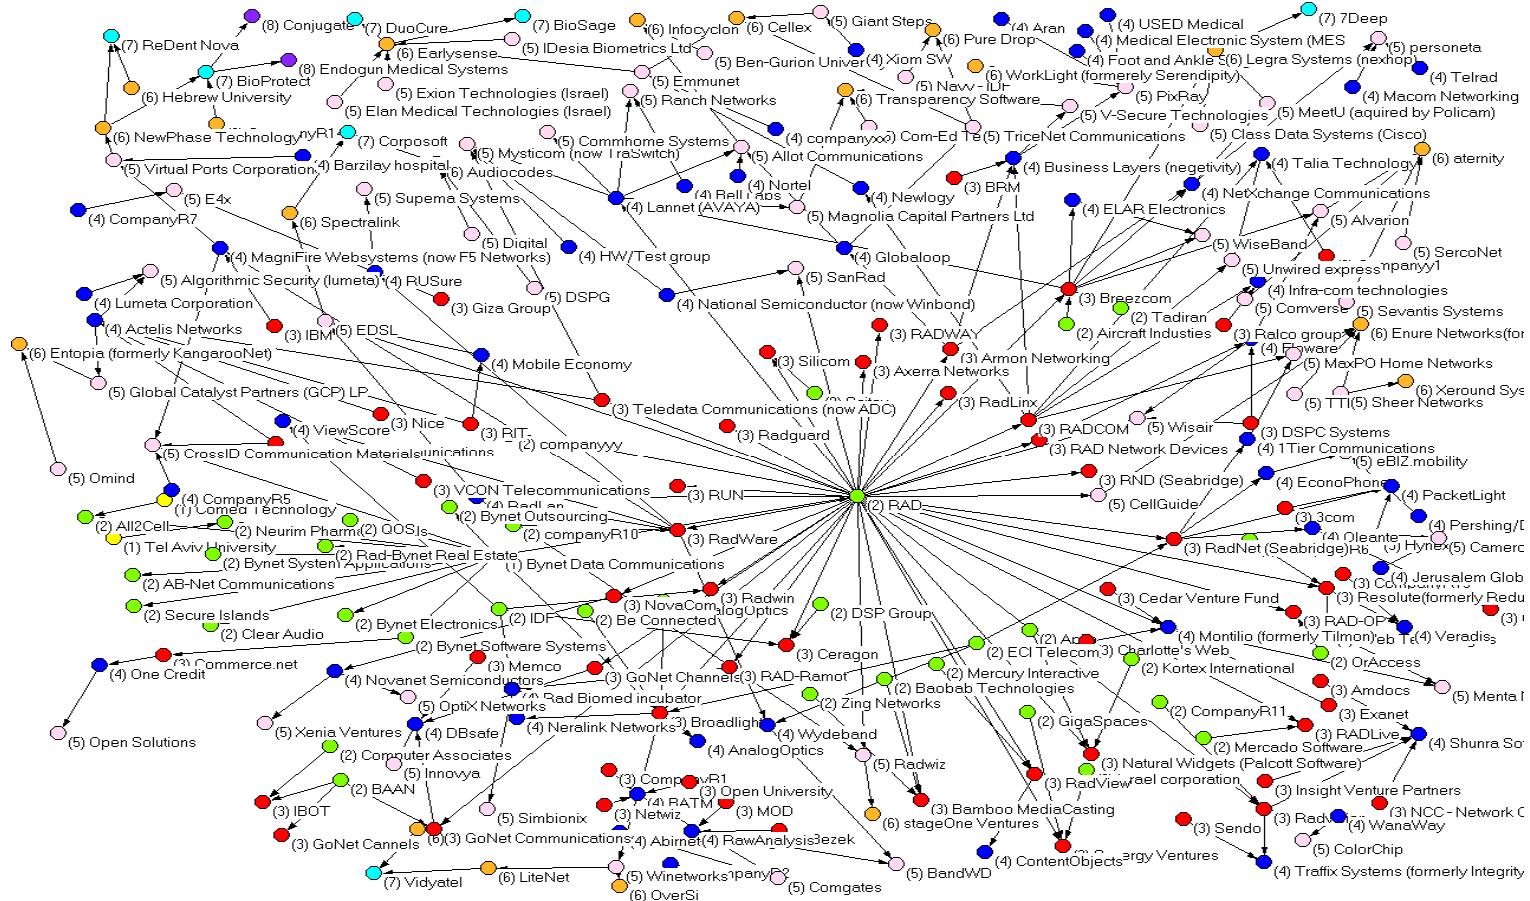 (8) Conjugate
(7) DuoCure
(7) BioSage
(6) Infocyclon
(6) Cellex
(5) Giant Steps
(4) Aran
(4) USED Medical
(7) 7Deep
(7) ReDent Nova
(6) Earlysense
(5) IDesia Biometrics Ltd
(5) Ben-Gurion Univer
(4) Xiom SW
(6) Pure Drop
(4) Medical Electronic System (MES
(4) Foot and Ankle S
(6) Legra Systems (nexhop)
(5) personeta
(8) Endogun Medical Systems
(7) BioProtect
(5) Emmunet
(6) WorkLight (formerely Serendipity)
(4) Telrad
(6) Hebrew University
(5) Exion Technologies (Israel)
(5) Elan Medical Technologies (Israel)
(5) Ranch Networks
(6) Transparency Software
(5) PixRay
(4) Macom Networking
(5) V-Secure Technologies
(5) MeetU (aquired by Policam)
(6) NewPhase Technology
(7) Corposoft
(5) Commhome Systems
(4) companyxx
(5) TriceNet Communications
(5) Class Data Systems (Cisco)
(5) Virtual Ports Corporation
(4) Barzilay hospital
(5) Mysticom (now TraSwitch)
(5) Allot Communications
(4) Business Layers (negetivity)
(4) Talia Technology
(6) aternity
(6) Audiocodes
(5) E4x
(5) Supema Systems
(4) Bell Laps
(4) Nortel
(4) Newlogy
(3) BRM
(4) NetXchange Communications
(4) CompanyR7
(6) Spectralink
(4) Lannet (AVAYA)
(5) Magnolia Capital Partners Ltd
(4) ELAR Electronics
(5) Alvarion
(5) Digital
(5) WiseBand
(5) SercoNet
(4) MagniFire Websystems (now F5 Networks)
(4) HW/Test group
(4) Globaloop
(5) Algorithmic Security (lumeta)
(4) RUSure
(5) SanRad
(5) Unwired express
(4) Infra-com technologies
(4) Lumeta Corporation
(3) Giza Group
(5) DSPG
(4) National Semiconductor (now Winbond)
(3) Breezcom
(2) Tadiran
(5) Comverse
(5) Sevantis Systems
(4) Actelis Networks
(3) IBM
(5) EDSL
(3) RADWAY
(2) Aircraft Industies
(3) Ralco group
(6) Enure Networks(for
(6) Entopia (formerly KangarooNet)
(4) Mobile Economy
(3) Silicom
(3) Armon Networking
(3) Axerra Networks
(5) MaxPO Home Networks
(5) Global Catalyst Partners (GCP) LP
(3) Teledata Communications (now ADC)
(3) RadLinx
(5) TTI
(5) Sheer Networks
(6) Xeround Sys
(4) ViewScore
(3) Nice
(3) RIT
(2) companyyy
(3) Radguard
(3) RADCOM
(5) Wisair
(3) DSPC Systems
(5) CrossID Communication Materials
(3) RAD Network Devices
(4) 1Tier Communications
(5) Omind
(3) RND (Seabridge)
(5) eBIZ.mobility
(4) EconoPhone
(3) VCON Telecommunications
(3) RUN
(2) RAD
(5) CellGuide
(4) PacketLight
(4) CompanyR5
(1) Comed Technology
(4) RadLan
(2) Bynet Outsourcing
(3) 3com
(4) Pershing/D
(2) All2Cell
(2) Neurim Pharm
(2) QOS
(2) companyR10
(3) RadWare
(4) Oleante
(1) Tel Aviv University
(2) Rad-Bynet Real Estate
(3) RadNet (Seabridge)
(5) Hynex
(5) Camero
(2) Bynet System Applications
(1) Bynet Data Communications
(2) AB-Net Communications
(4) Jerusalem Glob
(3) Resolute(formerly Redu
(2) Secure Islands
(2) IDF
(3) NovaCom
(3) Radwin
(2) DSP Group
(3) Cedar Venture Fund
(3) RAD-OP
(2) Clear Audio
(2) Bynet Electronics
(2) Be Connected
(4) Montilio (formerly Tilmon)
(4) Veradis
(2) Bynet Software Systems
(3) Ceragon
(2) ECI Telecom
(3) Charlotte's Web
(3) Commerce.net
(4) One Credit
(3) Memco
(3) GoNet Channels
(3) RAD-Ramot
(2) Mercury Interactive
(2) Kortex International
(2) OrAccess
(4) Novanet Semiconductors
(4) Rad Biomed incubator
(2) Baobab Technologies
(3) Amdocs
(5) Menta N
(5) OptiX Networks
(2) Zing Networks
(2) CompanyR11
(3) Exanet
(5) Xenia Ventures
(4) DBsafe
(4) Neralink Networks
(3) Broadlight
(4) Wydeband
(2) GigaSpaces
(3) RADLive
(5) Open Solutions
(4) AnalogOptics
(2) Mercado Software
(4) Shunra So
(2) Computer Associates
(5) Radwiz
(3) Natural Widgets (Palcott Software)
(5) Innovya
(3) CompanyR1
(3) RadView
(2) BAAN
(3) Open University
(3) Insight Venture Partners
(3) IBOT
(5) Simbionix
(4) RATM
(3) Netwiz
(3) MOD
(3) Bamboo MediaCasting
(3) NCC - Network C
(6) stageOne Ventures
(3) Sendo
(4) WanaWay
(3) GoNet Cannels
(3) GoNet Communications
(4) Abirnet
(4) RawAnalysis
(5) ColorChip
(4) ContentObjects
(7) Vidyatel
(6) LiteNet
(5) Winetworks
(5) Comgates
(5) BandWD
(4) Traffix Systems (formerly Integrity
(6) OverSi